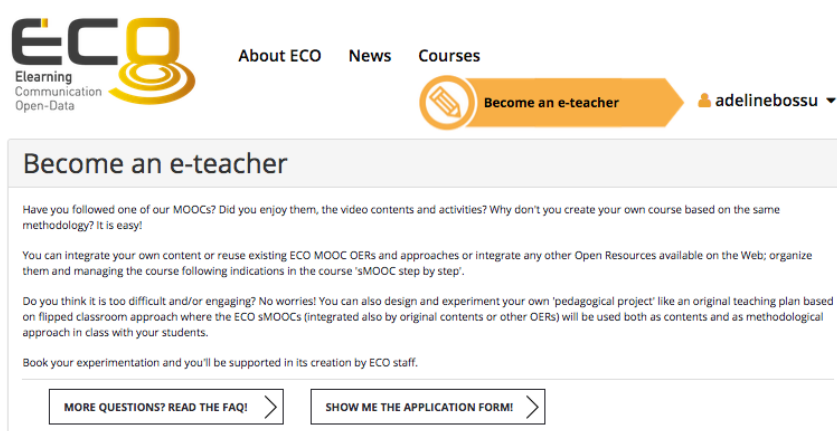 ECO
Elearning
Communication
Open-Data
About ECO News Courses
Become an e-teacher
adelinebossu
Become an e-teacher
Have you followed one of our MOOCs? Did you enjoy them, the video contents and activities? Why don't you create your own course based on the same
methodology? It is easy!
You can integrate your own content or reuse existing ECO MOOC OERs and approaches or integrate any other Open Resources available on the Web; organize
them and managing the course following indications in the course 'sMOOC step by step'.
Do you think it is too difficult and/or engaging? No worries! You can also design and experiment your own 'pedagogical project' like an original teaching plan based
on flipped classroom approach where the ECO sMOOCs (integrated also by original contents or other OERs) will be used both as contents and as methodological
approach in class with your students.
Book your experimentation and you'll be supported in its creation by ECO staff.
MORE QUESTIONS? READ THE FAQ! SHOW ME THE APPLICATION FORM!